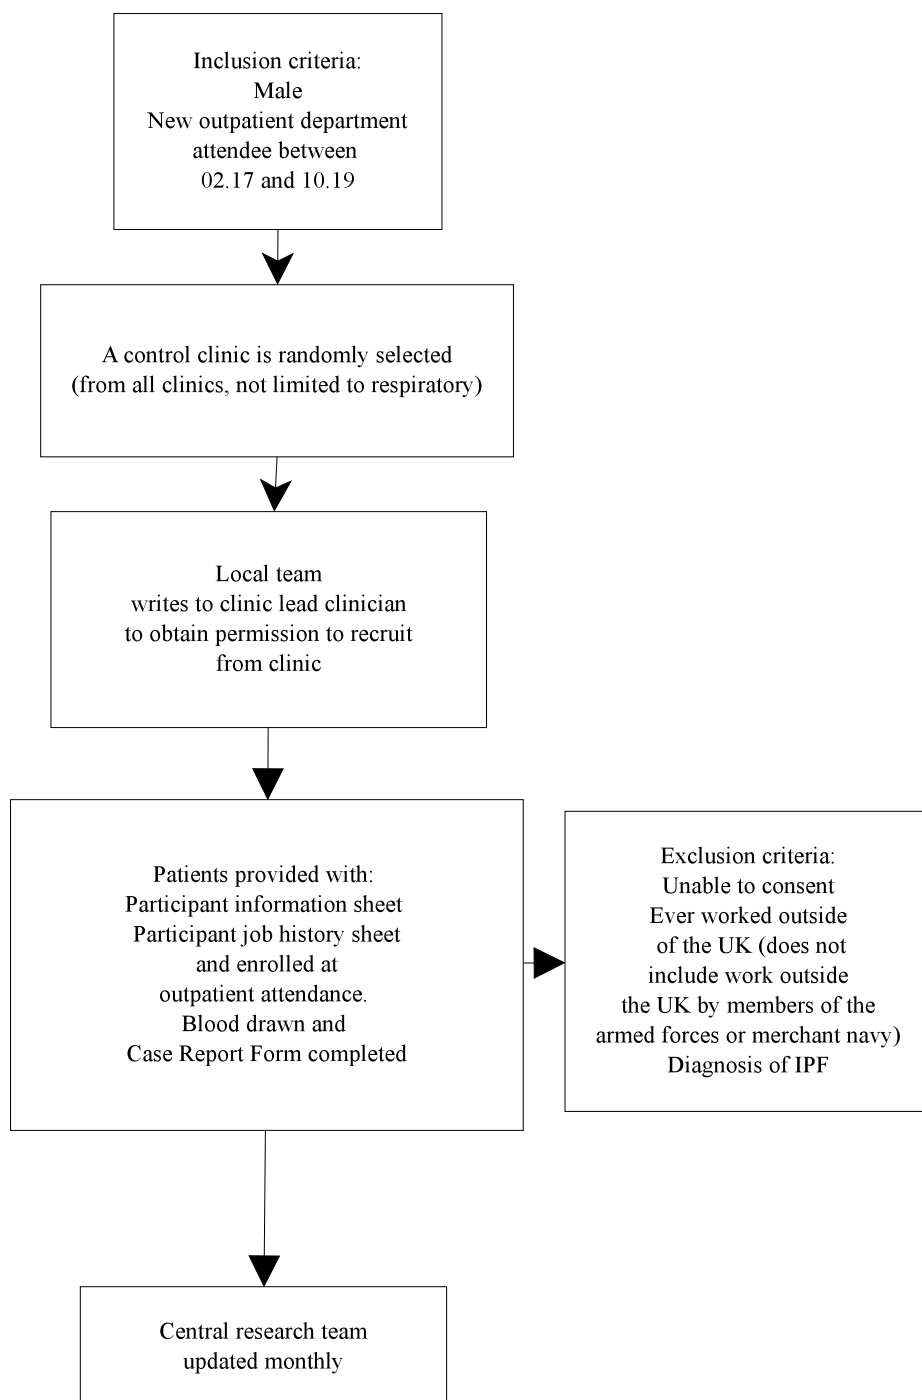 Inclusion criteria:
Male
New outpatient department
attendee between
02.17 and 10.19
A control clinic is randomly selected
(from all clinics, not limited to respiratory)
Local team
writes to clinic lead clinician
to obtain permission to recruit
from clinic
Patients provided with:
Participant information sheet
Participant job history sheet
and enrolled at
outpatient attendance.
Blood drawn and
Case Report Form completed
Exclusion criteria:
Unable to consent
Ever worked outside
of the UK (does not
include work outside
the UK by members of the
armed forces or merchant navy)
Diagnosis of IPF
Central research team
updated monthly